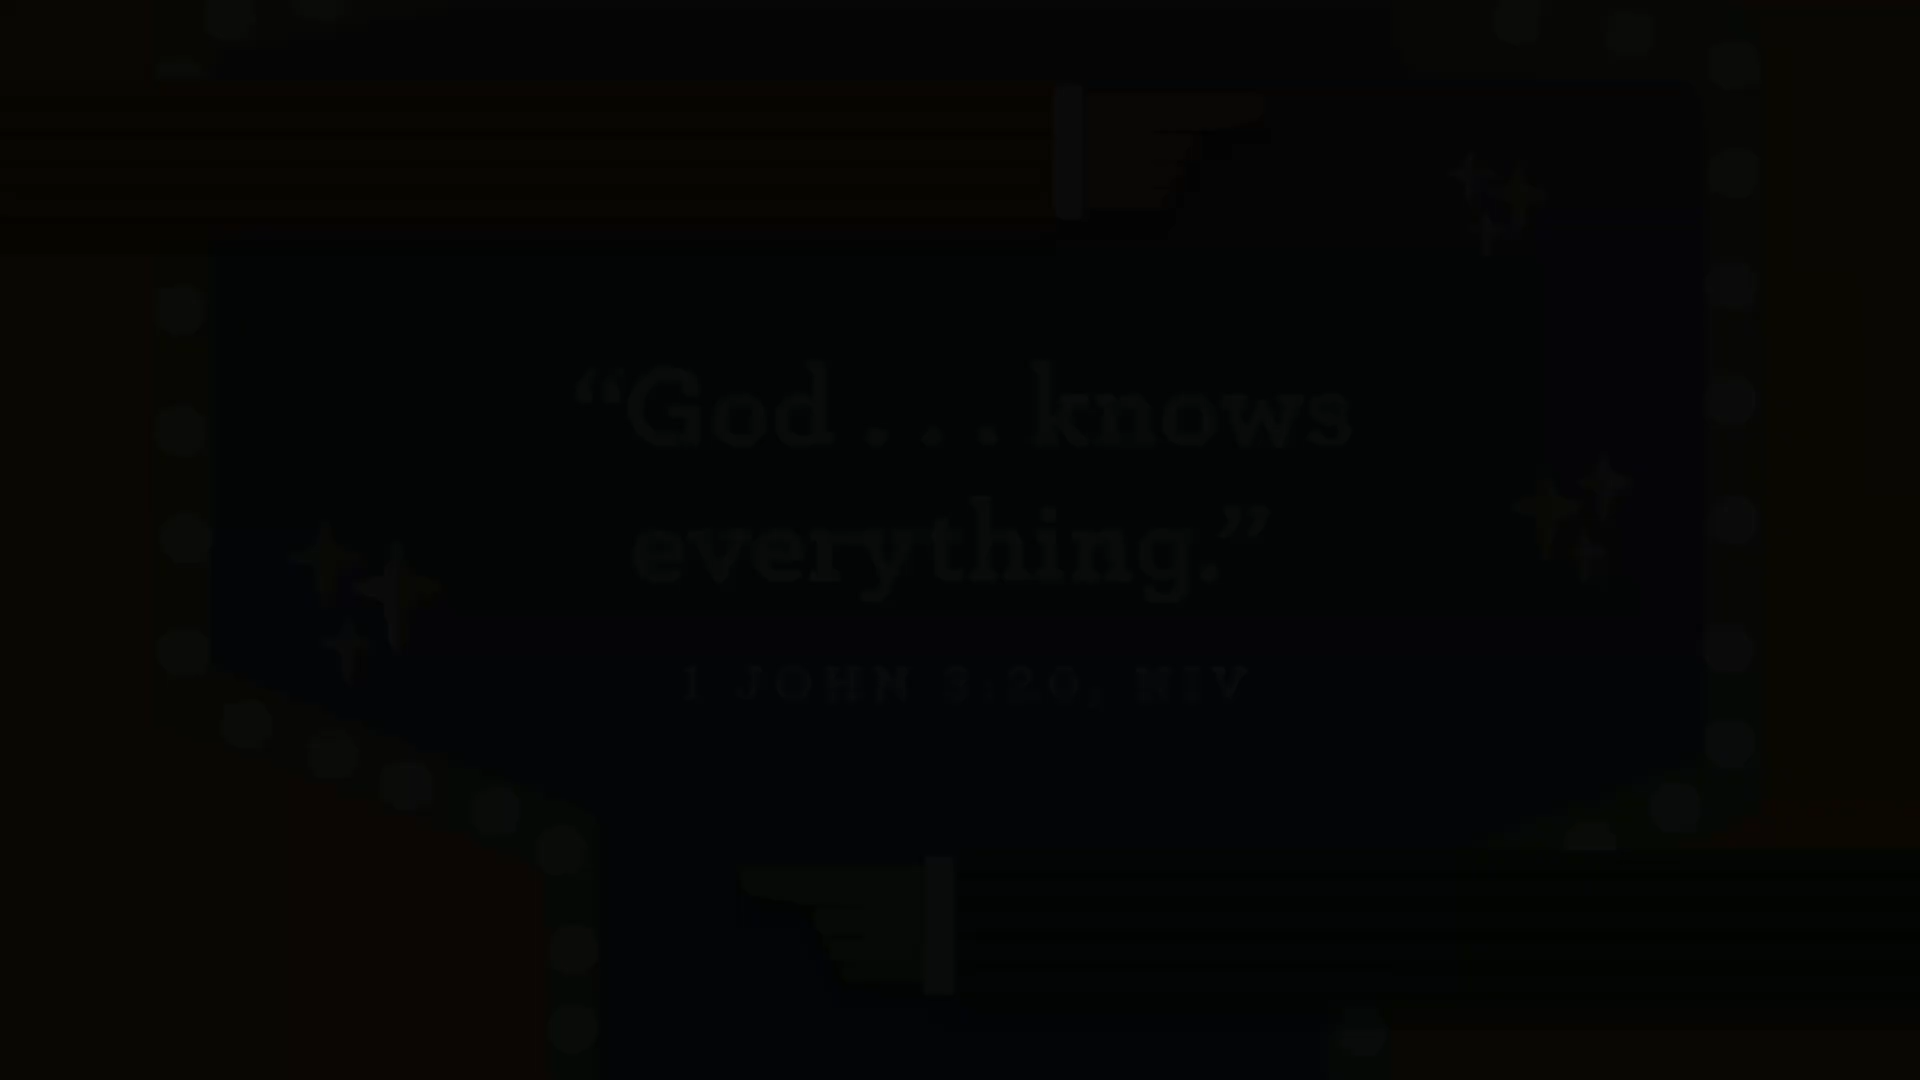 “God . . . knows
everything.”
1 JOHN 3:20, NIV